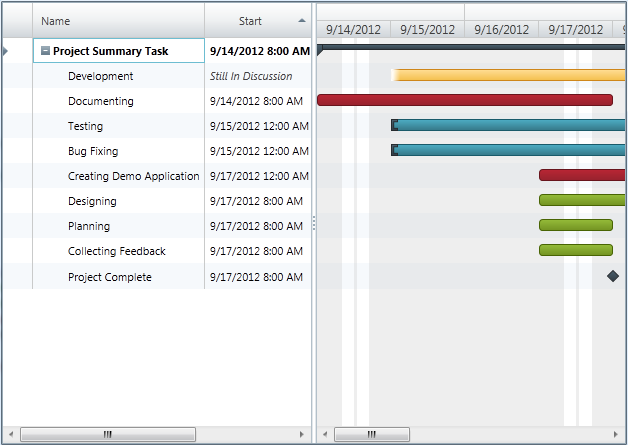 Name Start
9/14/2012 9/15/2012 9/16/2012 9/17/2012
Project Summary Task 9/14/2012 8:00 AM
Development Still In Discussion
Documenting 9/14/2012 8:00 AM
Testing 9/15/2012 12:00 AM
Bug Fixing 9/15/2012 12:00 AM
Creating Demo Application 9/17/2012 12:00 AM
Designing 9/17/2012 8:00 AM
Planning 9/17/2012 8:00 AM
Collecting Feedback 9/17/2012 8:00 AM
Project Complete 9/17/2012 8:00 AM